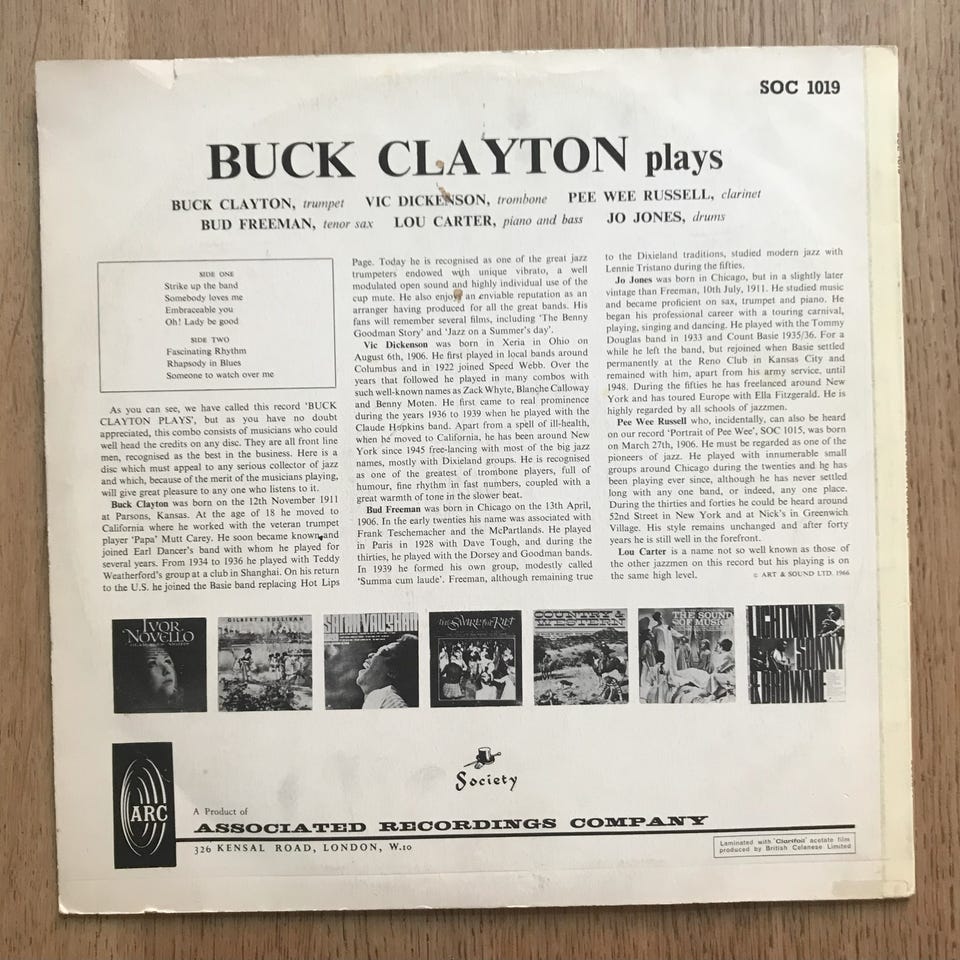 SOC 1019
BUCK CLAYTON plays
BUCK CLAYTON, trumpet VIC DICKENSON, trombone PEE WEE RUSSELL, clarinet
BUD FREEMAN, tenor sax LOU CARTER, piano and bass JO JONES, drums
SIDE ONE
Strike up the band
Somebody loves me
Embraceable you
Oh! Lady be good
SIDE TWO
Fascinating Rhythm
Rhapsody in Blues
Someone to watch over me
As you can see, we have called this record 'BUCK
CLAYTON PLAYS', but as you have no doubt
appreciated, this combo consists of musicians who could
well head the credits on any disc. They are all front line
men, recognised as the best in the business. Here is a
disc which must appeal to any serious collector of jazz
and which, because of the merit of the musicians playing,
will give great pleasure to any one who listens to it.
Buck Clayton was born on the 12th November 1911
at Parsons, Kansas. At the age of 18 he moved to
California where he worked with the veteran trumpet
player 'Papa' Mutt Carey. He soon became known and
joined Earl Dancer's band with whom he played for
several years. From 1934 to 1936 he played with Teddy
Weatherford's group at a club in Shanghai. On his return
to the U.S. he joined the Basie band replacing Hot Lips
Page. Today he is recognised as one of the great jazz
trumpeters endowed with unique vibrato, a well
modulated open sound and highly individual use of the
cup mute. He also enjoys an enviable reputation as an
arranger having produced for all the great bands. His
fans will remember several films, including 'The Benny
Goodman Story' and 'Jazz on a Summer's day'.
Vic Dickenson was born in Xeria in Ohio on
August 6th, 1906. He first played in local bands around
Columbus and in 1922 joined Speed Webb. Over the
years that followed he played in many combos with
such well-known names as Zack Whyte, Blanche Calloway
and Benny Moten. He first came to real prominence
during the years 1936 to 1939 when he played with the
Claude Hopkins band. Apart from a spell of ill-health,
when he moved to California, he has been around New
York since 1945 free-lancing with most of the big jazz
names, mostly with Dixieland groups. He is recognised
as one of the greatest of trombone players, full of
humour, fine rhythm in fast numbers, coupled with a
great warmth of tone in the slower beat.
Bud Freeman was born in Chicago on the 13th April,
1906. In the early twenties his name was associated with
Frank Teschemacher and the McPartlands. He played
in Paris in 1928 with Dave Tough, and during the
thirties, he played with the Dorsey and Goodman bands.
In 1939 he formed his own group, modestly called
'Summa cum laude'. Freeman, although remaining true
to the Dixieland traditions, studied modern jazz with
Lennie Tristano during the fifties.
Jo Jones was born in Chicago, but in a slightly later
vintage than Freeman, 10th July, 1911. He studied music
and became proficient on sax, trumpet and piano. He
began his professional career with a touring carnival,
playing, singing and dancing. He played with the Tommy
Douglas band in 1933 and Count Basie 1935/36. For a
while he left the band, but rejoined when Basie settled
permanently at the Reno Club in Kansas City and
remained with him, apart from his army service, until
1948. During the fifties he has freelanced around New
York and has toured Europe with Ella Fitzgerald. He is
highly regarded by all schools of jazzmen.
Pee Wee Russell who, incidentally, can also be heard
on our record 'Portrait of Pee Wee', SOC 1015, was born
on March 27th, 1906. He must be regarded as one of the
pioneers of jazz. He played with innumerable small
groups around Chicago during the twenties and he has
been playing ever since, although he has never settled
long with any one band, or indeed, any one place.
During the thirties and forties he could be heard around
52nd Street in New York and at Nick's in Greenwich
Village. His style remains unchanged and after forty
years he is still well in the forefront.
Lou Carter is a name not so well known as those of
the other jazzmen on this record but his playing is on
the same high level. © ART & SOUND LTD. 1966
IVOR
NOVELLO
GILBERT & SULLIVAN
SARAH VAUGHAN
COUNTRY &
WESTERN
THE SOUND
OF MUSIC
LIGHTNIN
SONNY
& BROWNIE
Society
ARC
A Product of
ASSOCIATED RECORDINGS COMPANY
326 KENSAL ROAD, LONDON, W.10
Laminated with 'Clarifoil' acetate film
produced by British Celanese Limited